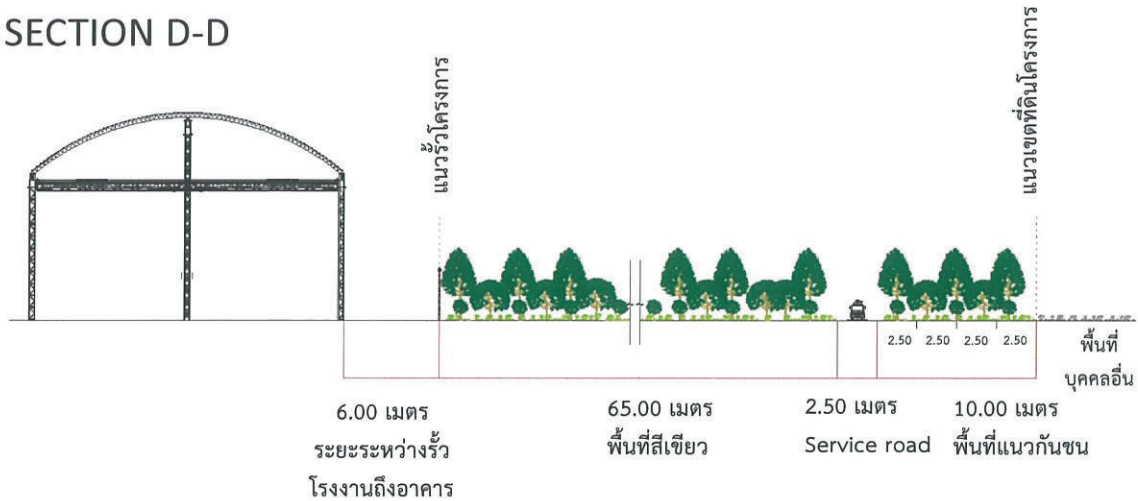 SECTION D-D
แนวรั้วโครงการ
แนวเขตที่ดินโครงการ
2.50 2.50 2.50 2.50
พื้นที่
บุคคลอื่น
6.00 เมตร
ระยะระหว่างรั้ว
โรงงานถึงอาคาร
65.00 เมตร
พื้นที่สีเขียว
2.50 เมตร
Service road
10.00 เมตร
พื้นที่แนวกันชน